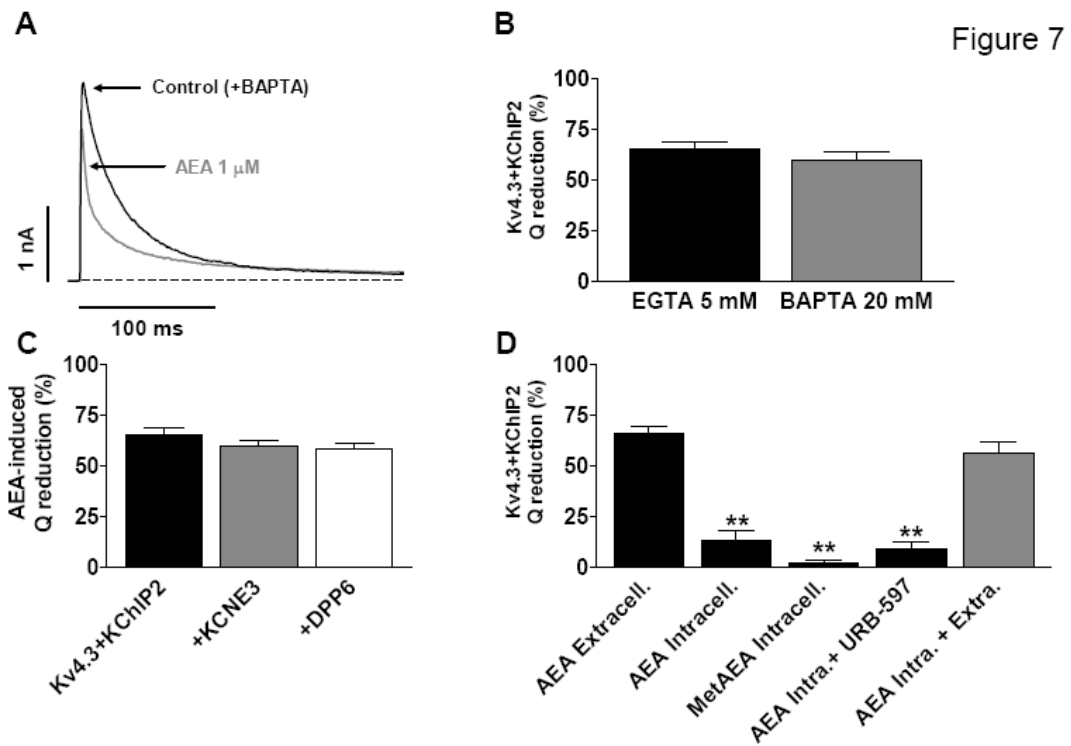 Figure 7
A
Control (+BAPTA)
AEA 1 μM
1 nA
100 ms
B
Kv4.3+KChIP2
Q reduction (%)
100
75
50
25
0
EGTA 5 mM
BAPTA 20 mM
C
AEA-induced
Q reduction (%)
100
75
50
25
0
Kv4.3+KChIP2
+KCNE3
+DPP6
D
Kv4.3+KChIP2
Q reduction (%)
100
75
50
25
0
**
**
**
AEA Extracell.
AEA Intracell.
MetAEA Intracell.
AEA Intra.+ URB-597
AEA Intra. + Extra.